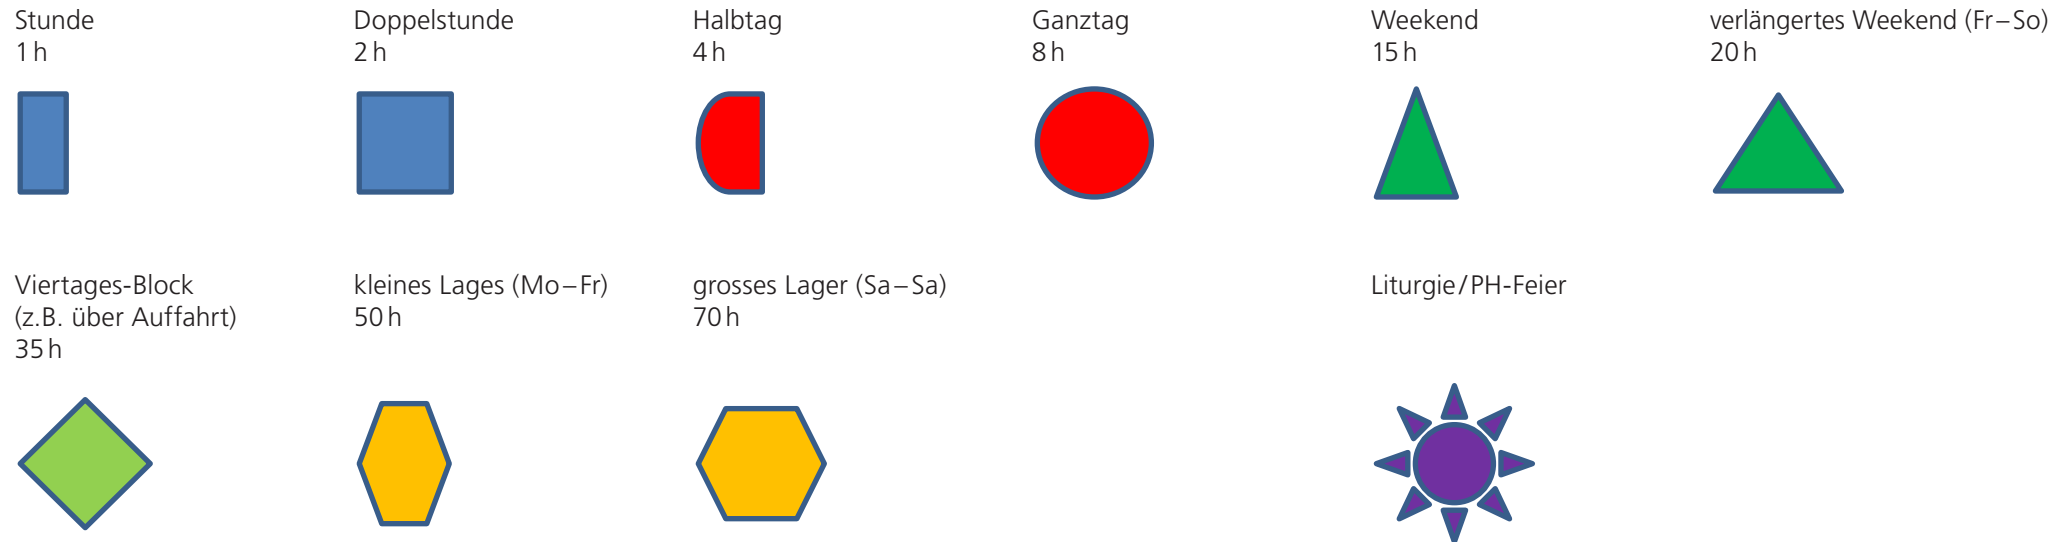 Stunde
1 h
Doppelstunde
2 h
Halbtag
4 h
Ganztag
8 h
Weekend
15 h
verlängertes Weekend (Fr – So)
20 h
Viertages-Block
(z.B. über Auffahrt)
35 h
kleines Lages (Mo – Fr)
50 h
grosses Lager (Sa – Sa)
70 h
Liturgie / PH-Feier